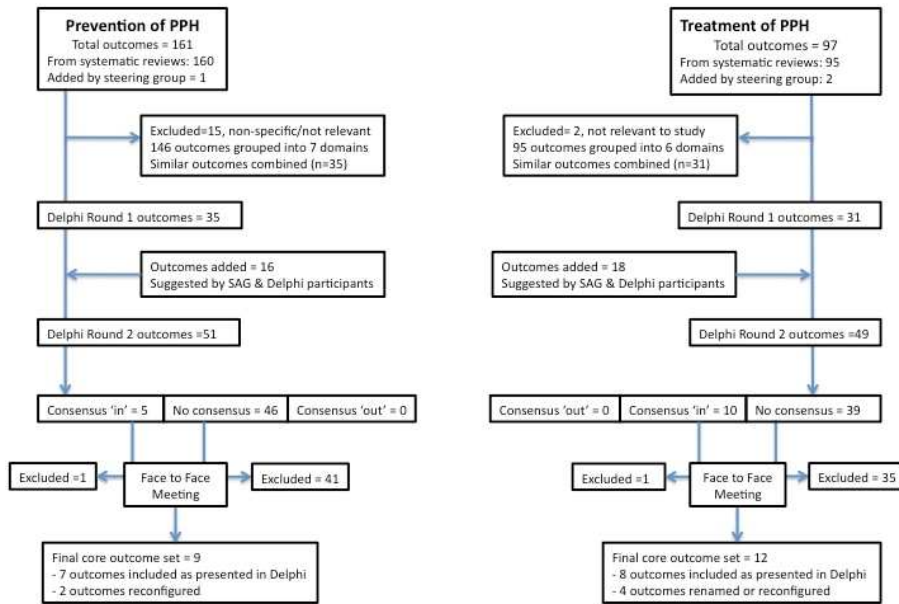 Prevention of PPH
Total outcomes = 161
From systematic reviews: 160
Added by steering group = 1
Excluded=15, non-specific/not relevant
146 outcomes grouped into 7 domains
Similar outcomes combined (n=35)
Delphi Round 1 outcomes = 35
Outcomes added = 16
Suggested by SAG & Delphi participants
Delphi Round 2 outcomes =51
Consensus ‘in’ = 5
No consensus = 46
Consensus ‘out’ = 0
Excluded =1
Face to Face
Meeting
Excluded = 41
Final core outcome set = 9
- 7 outcomes included as presented in Delphi
- 2 outcomes reconfigured
Treatment of PPH
Total outcomes = 97
From systematic reviews: 95
Added by steering group: 2
Excluded= 2, not relevant to study
95 outcomes grouped into 6 domains
Similar outcomes combined (n=31)
Delphi Round 1 outcomes = 31
Outcomes added = 18
Suggested by SAG & Delphi participants
Delphi Round 2 outcomes =49
Consensus ‘out’ = 0
Consensus ‘in’ = 10
No consensus = 39
Excluded =1
Face to Face
Meeting
Excluded = 35
Final core outcome set = 12
- 8 outcomes included as presented in Delphi
- 4 outcomes renamed or reconfigured